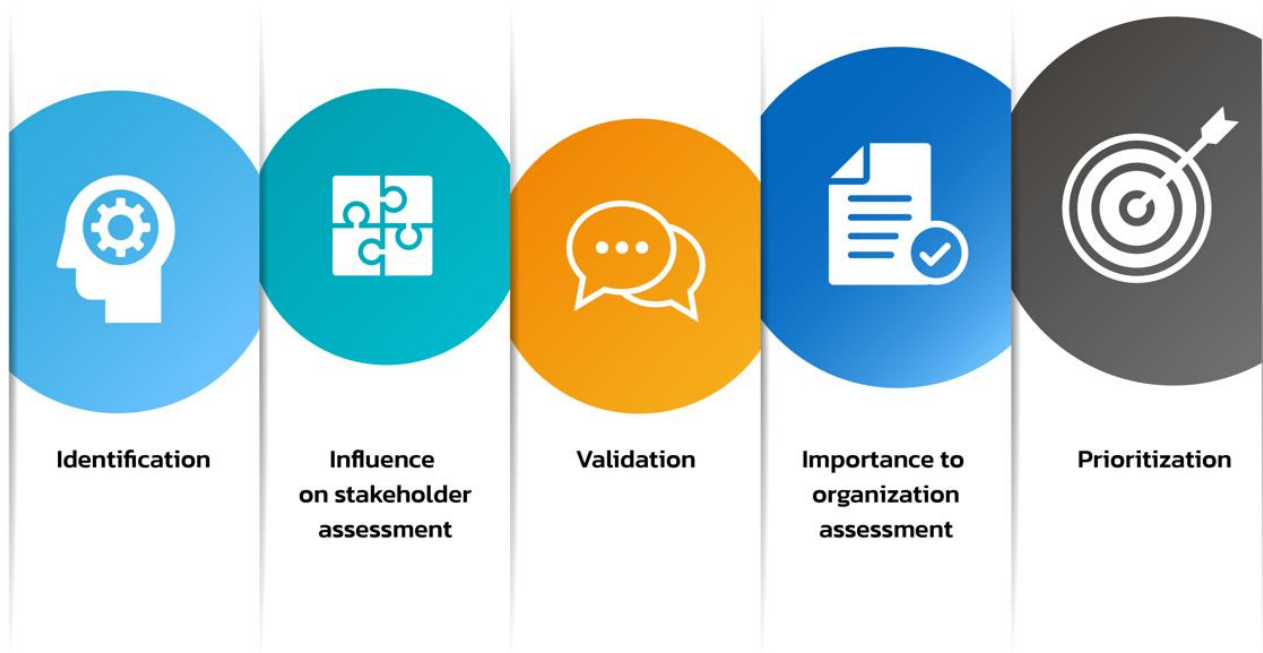 Identification
Influence
on stakeholder
assessment
Validation
Importance to
organization
assessment
Prioritization